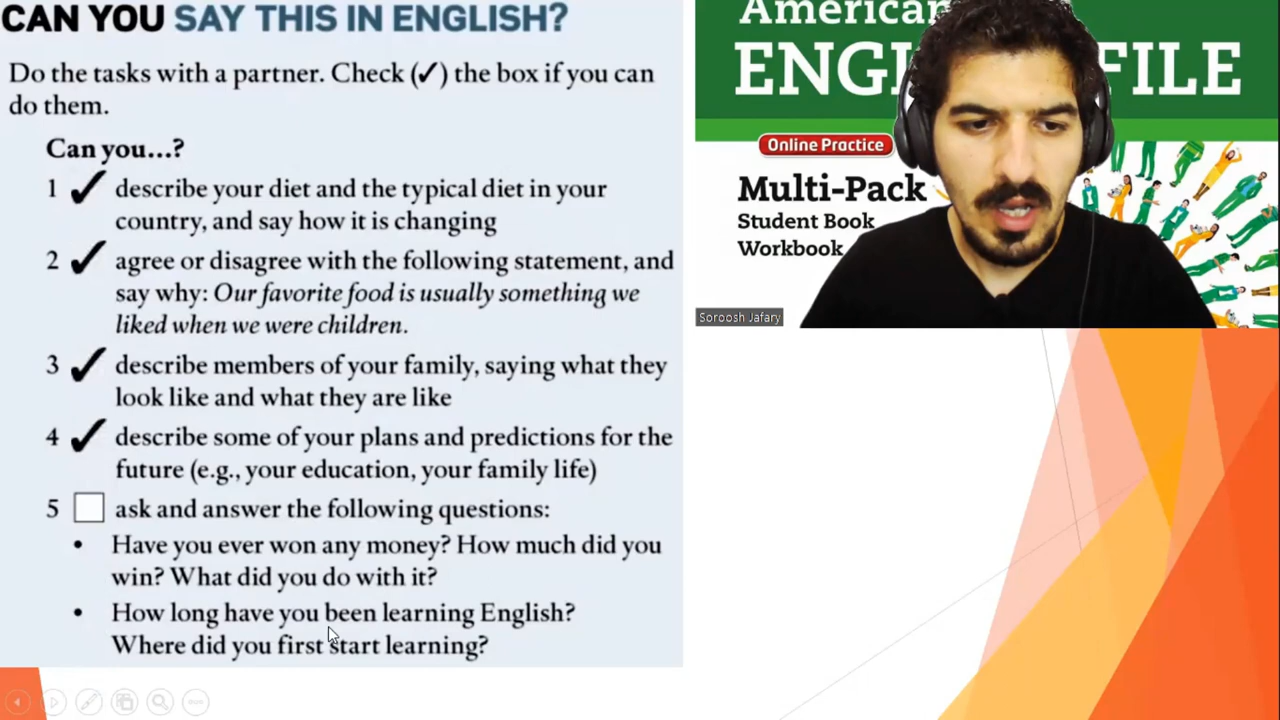 CAN YOU SAY THIS IN ENGLISH?
Do the tasks with a partner. Check (✓) the box if you can
do them.
Can you...?
1 ✓ describe your diet and the typical diet in your
country, and say how it is changing
2 ✓ agree or disagree with the following statement, and
say why: Our favorite food is usually something we
liked when we were children.
3 ✓ describe members of your family, saying what they
look like and what they are like
4 ✓ describe some of your plans and predictions for the
future (e.g., your education, your family life)
5 ask and answer the following questions:
• Have you ever won any money? How much did you
win? What did you do with it?
• How long have you been learning English?
Where did you first start learning?
American
ENGL FILE
Online Practice
Multi-Pack
Student Book
Workbook
Soroosh Jafary